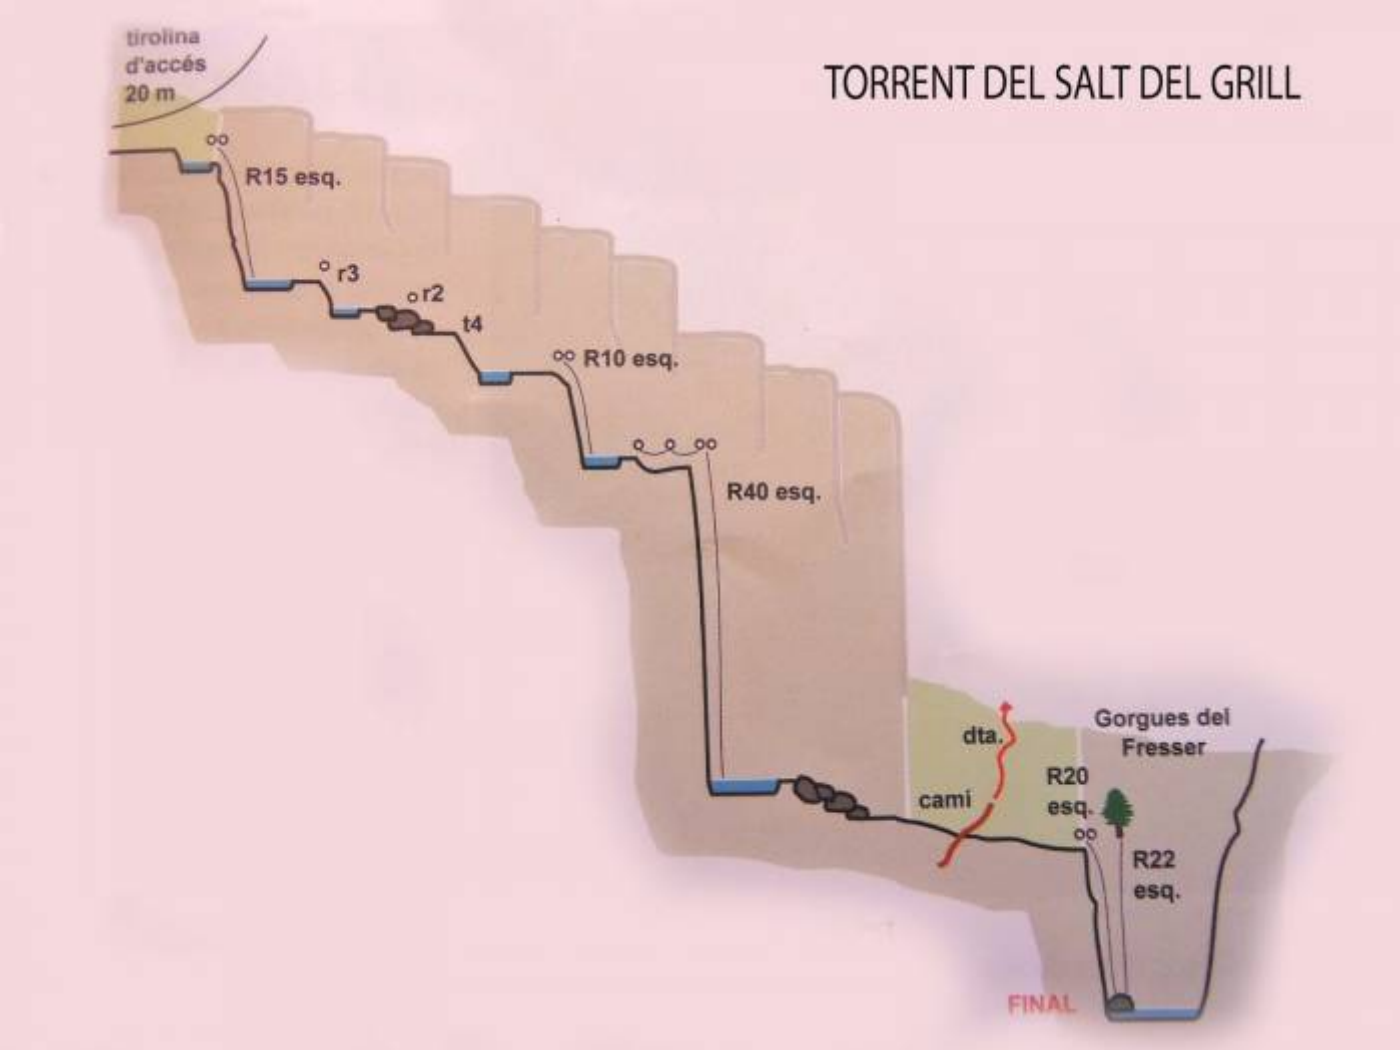 tirolina
d'accés
20 m
TORRENT DEL SALT DEL GRILL
R15 esq.
r3
r2
t4
R10 esq.
R40 esq.
dta.
camí
Gorgues del
Fresser
R20
esq.
R22
esq.
FINAL